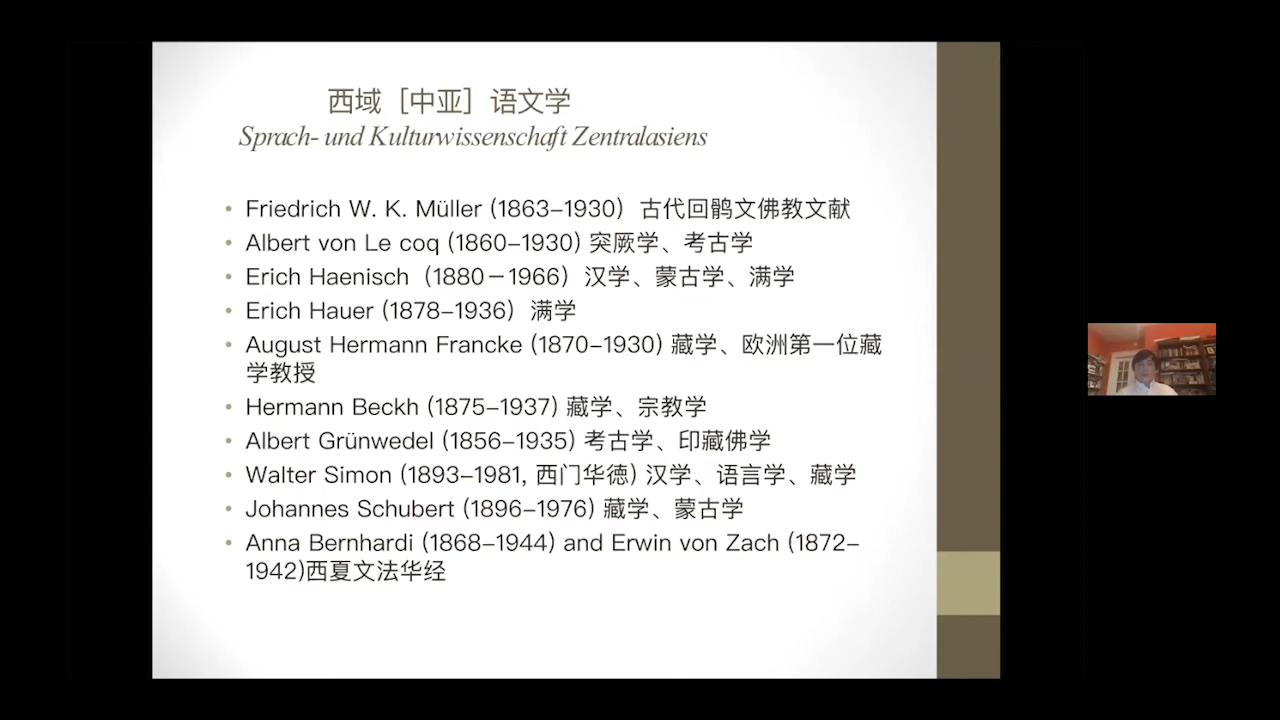 西域［中亚］语文学
Sprach- und Kulturwissenschaft Zentralasiens
• Friedrich W. K. Müller (1863–1930）古代回鹘文佛教文献
• Albert von Le coq (1860–1930) 突厥学、考古学
• Erich Haenisch（1880－1966）汉学、蒙古学、满学
• Erich Hauer (1878–1936）满学
• August Hermann Francke (1870–1930) 藏学、欧洲第一位藏
学教授
• Hermann Beckh (1875–1937) 藏学、宗教学
• Albert Grünwedel (1856–1935) 考古学、印藏佛学
• Walter Simon (1893–1981, 西门华德) 汉学、语言学、藏学
• Johannes Schubert (1896–1976) 藏学、蒙古学
• Anna Bernhardi (1868–1944) and Erwin von Zach (1872–
1942)西夏文法华经